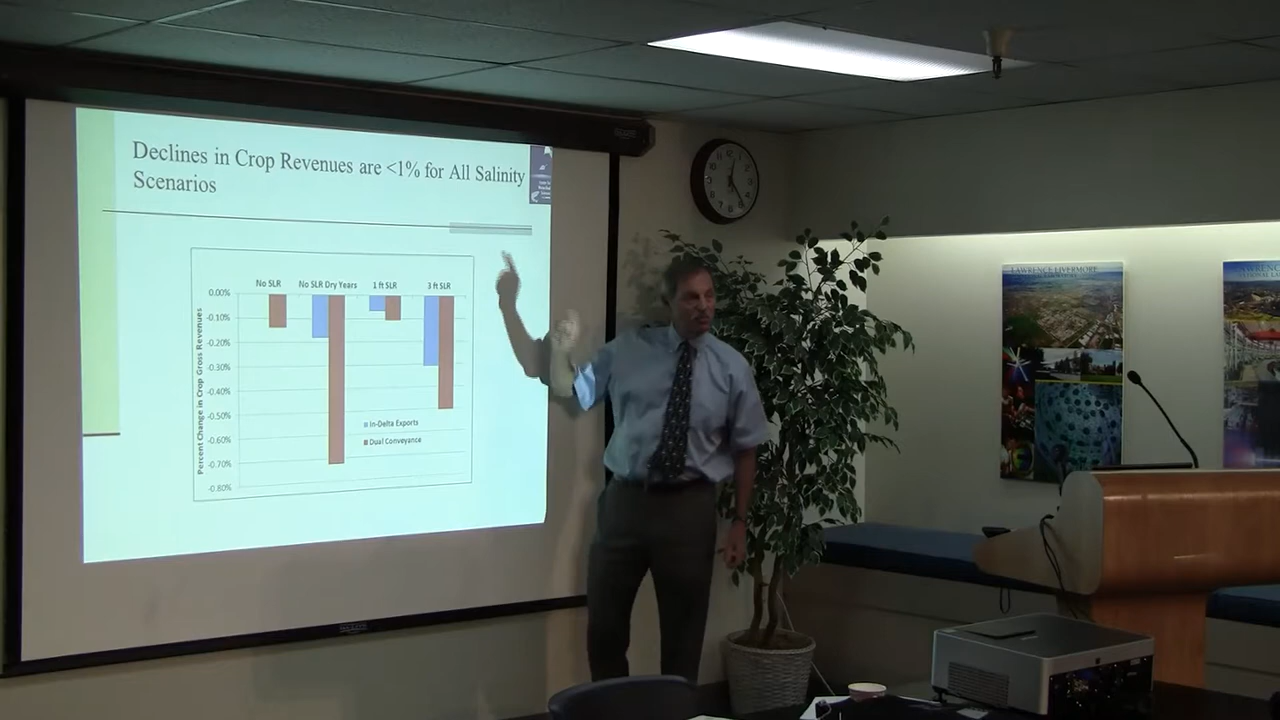 Declines in Crop Revenues are <1% for All Salinity
Scenarios
No SLR
No SLR Dry Years
1 ft SLR
3 ft SLR
0.00%
-0.10%
-0.20%
-0.30%
-0.40%
-0.50%
-0.60%
-0.70%
-0.80%
Percent Change in Crop Gross Revenues
In-Delta Exports
Dual Conveyance
LAWRENCE LIVERMORE